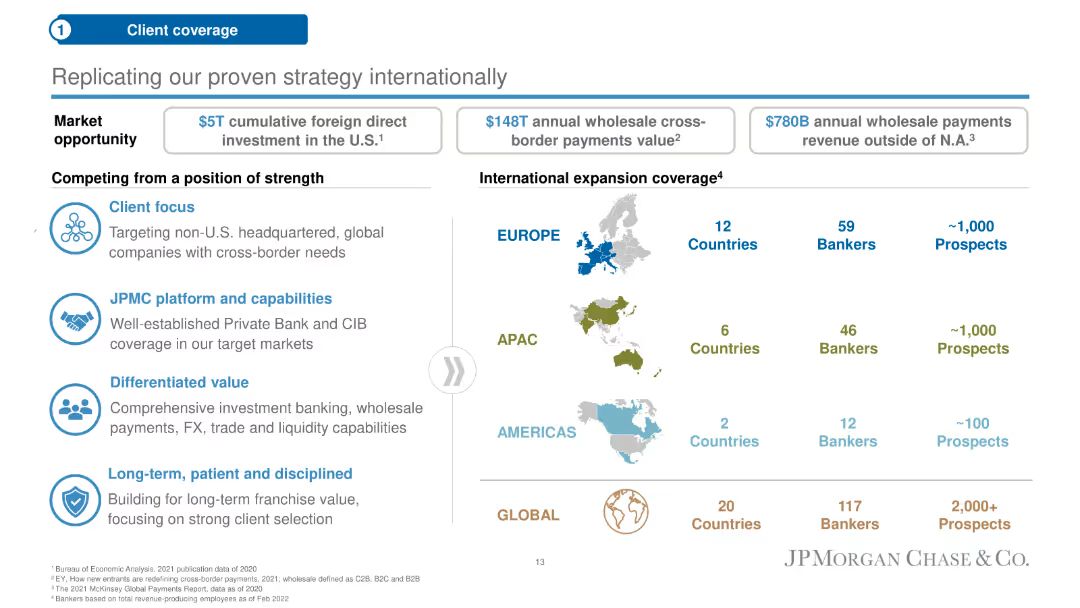 1
Client coverage
Replicating our proven strategy internationally
Market
opportunity
$5T cumulative foreign direct
investment in the U.S.¹
$148T annual wholesale cross-
border payments value²
$780B annual wholesale payments
revenue outside of N.A.³
Competing from a position of strength
Client focus
Targeting non-U.S. headquartered, global
companies with cross-border needs
JPMC platform and capabilities
Well-established Private Bank and CIB
coverage in our target markets
Differentiated value
Comprehensive investment banking, wholesale
payments, FX, trade and liquidity capabilities
Long-term, patient and disciplined
Building for long-term franchise value,
focusing on strong client selection
International expansion coverage⁴
EUROPE
12
Countries
59
Bankers
~1,000
Prospects
APAC
6
Countries
46
Bankers
~1,000
Prospects
AMERICAS
2
Countries
12
Bankers
~100
Prospects
GLOBAL
20
Countries
117
Bankers
2,000+
Prospects
¹ Bureau of Economic Analysis, 2021 publication data of 2020
² EY, How new entrants are redefining cross-border payments, 2021; wholesale defined as C2B, B2C and B2B
³ The 2021 McKinsey Global Payments Report, data as of 2020
⁴ Bankers based on total revenue-producing employees as of Feb 2022
13
JPMORGAN CHASE & CO.